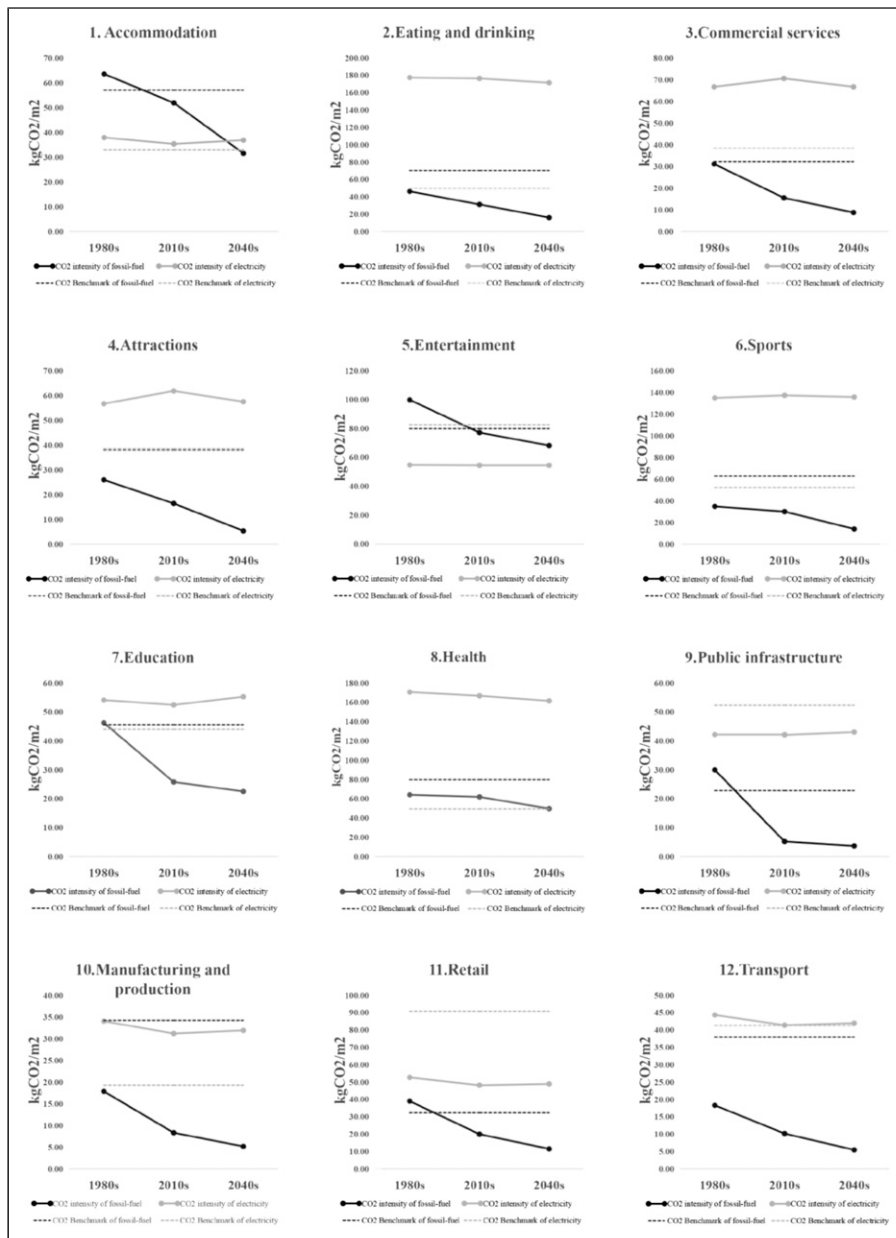 1. Accommodation
kgCO2/m2
70.00
60.00
50.00
40.00
30.00
20.00
10.00
0.00
1980s 2010s 2040s
CO2 intensity of fossil-fuel CO2 intensity of electricity
CO2 Benchmark of fossil-fuel CO2 Benchmark of electricity
2.Eating and drinking
kgCO2/m2
200.00
180.00
160.00
140.00
120.00
100.00
80.00
60.00
40.00
20.00
0.00
1980s 2010s 2040s
CO2 intensity of fossil-fuel CO2 intensity of electricity
CO2 Benchmark of fossil-fuel CO2 Benchmark of electricity
3.Commercial services
kgCO2/m2
80.00
70.00
60.00
50.00
40.00
30.00
20.00
10.00
0.00
1980s 2010s 2040s
CO2 intensity of fossil-fuel CO2 intensity of electricity
CO2 Benchmark of fossil-fuel CO2 Benchmark of electricity
4.Attractions
kgCO2/m2
70.00
60.00
50.00
40.00
30.00
20.00
10.00
0.00
1980s 2010s 2040s
CO2 intensity of fossil-fuel CO2 intensity of electricity
CO2 Benchmark of fossil-fuel CO2 Benchmark of electricity
5.Entertainment
kgCO2/m2
120.00
100.00
80.00
60.00
40.00
20.00
0.00
1980s 2010s 2040s
CO2 intensity of fossil-fuel CO2 intensity of electricity
CO2 Benchmark of fossil-fuel CO2 Benchmark of electricity
6.Sports
kgCO2/m2
160.00
140.00
120.00
100.00
80.00
60.00
40.00
20.00
0.00
1980s 2010s 2040s
CO2 intensity of fossil-fuel CO2 intensity of electricity
CO2 Benchmark of fossil-fuel CO2 Benchmark of electricity
7.Education
kgCO2/m2
60.00
50.00
40.00
30.00
20.00
10.00
0.00
1980s 2010s 2040s
CO2 intensity of fossil-fuel CO2 intensity of electricity
CO2 Benchmark of fossil-fuel CO2 Benchmark of electricity
8.Health
kgCO2/m2
180.00
160.00
140.00
120.00
100.00
80.00
60.00
40.00
20.00
0.00
1980s 2010s 2040s
CO2 intensity of fossil-fuel CO2 intensity of electricity
CO2 Benchmark of fossil-fuel CO2 Benchmark of electricity
9.Public infrastructure
kgCO2/m2
60.00
50.00
40.00
30.00
20.00
10.00
0.00
1980s 2010s 2040s
CO2 intensity of fossil-fuel CO2 intensity of electricity
CO2 Benchmark of fossil-fuel CO2 Benchmark of electricity
10.Manufacturing and
production
kgCO2/m2
40.00
35.00
30.00
25.00
20.00
15.00
10.00
5.00
0.00
1980s 2010s 2040s
CO2 intensity of fossil-fuel CO2 intensity of electricity
CO2 Benchmark of fossil-fuel CO2 Benchmark of electricity
11.Retail
kgCO2/m2
100.00
90.00
80.00
70.00
60.00
50.00
40.00
30.00
20.00
10.00
0.00
1980s 2010s 2040s
CO2 intensity of fossil-fuel CO2 intensity of electricity
CO2 Benchmark of fossil-fuel CO2 Benchmark of electricity
12.Transport
kgCO2/m2
50.00
45.00
40.00
35.00
30.00
25.00
20.00
15.00
10.00
5.00
0.00
1980s 2010s 2040s
CO2 intensity of fossil-fuel CO2 intensity of electricity
CO2 Benchmark of fossil-fuel CO2 Benchmark of electricity